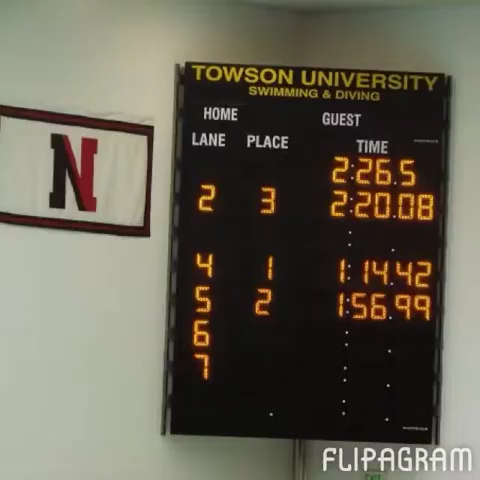 TOWSON UNIVERSITY
SWIMMING & DIVING
HOME GUEST
LANE PLACE TIME
2:26.5
2 3 2:20.08
4 1 1:14.42
5 2 1:56.99
6
7
N
FLIPAGRAM
EXIT